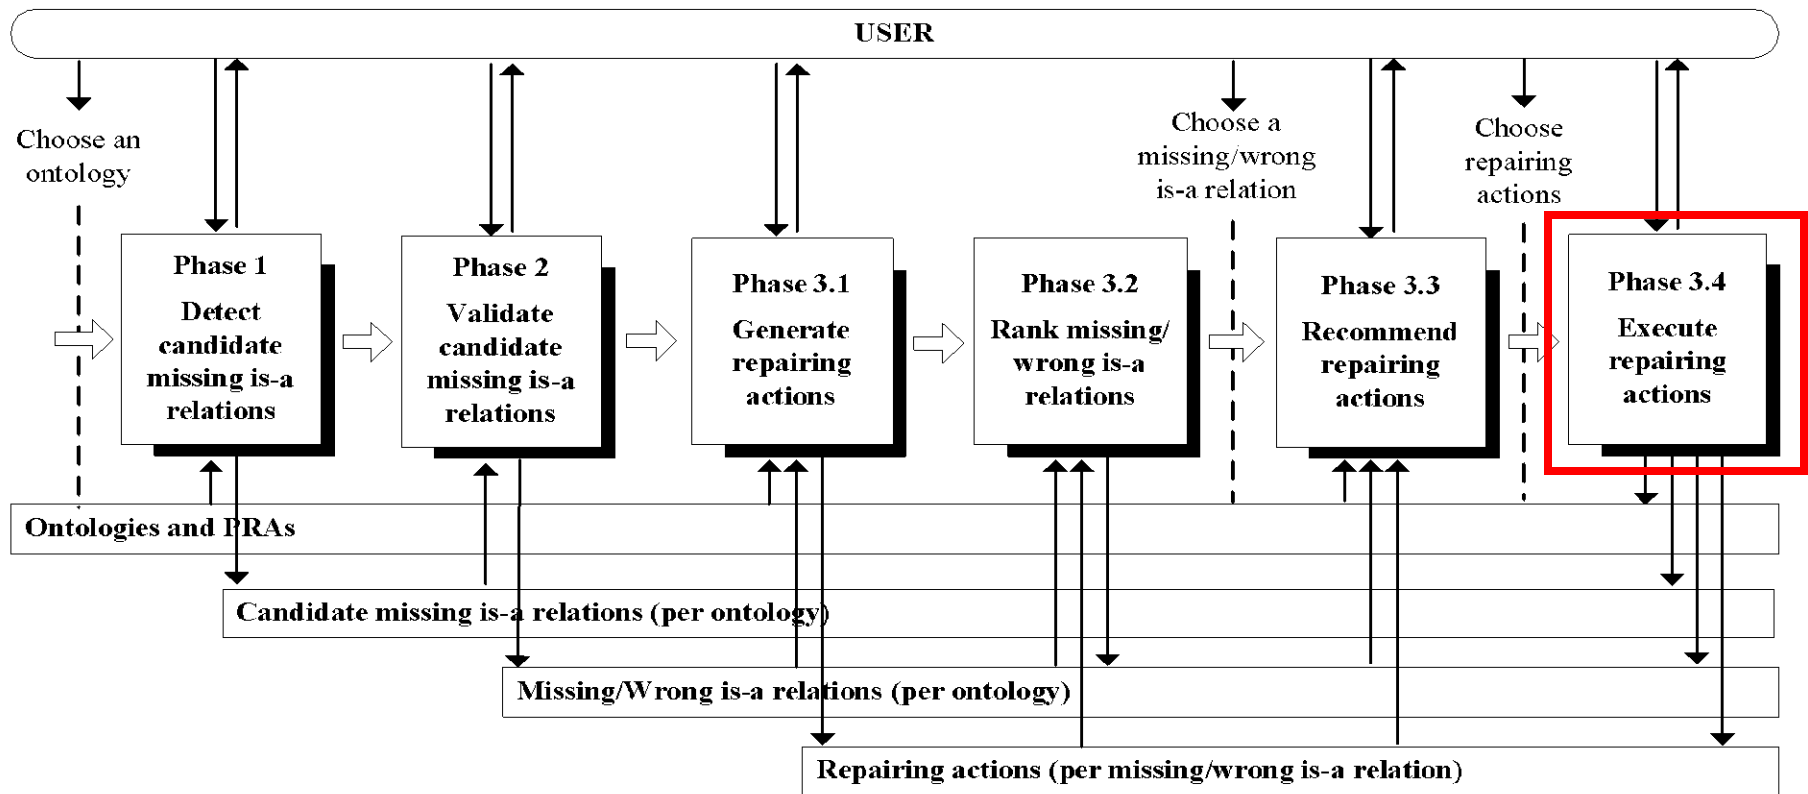 USER
Choose an
ontology
Choose a
missing/wrong
is-a relation
Choose
repairing
actions
Phase 1
Detect
candidate
missing is-a
relations
Phase 2
Validate
candidate
missing is-a
relations
Phase 3.1
Generate
repairing
actions
Phase 3.2
Rank missing/
wrong is-a
relations
Phase 3.3
Recommend
repairing
actions
Phase 3.4
Execute
repairing
actions
Ontologies and PRAs
Candidate missing is-a relations (per ontology)
Missing/Wrong is-a relations (per ontology)
Repairing actions (per missing/wrong is-a relation)